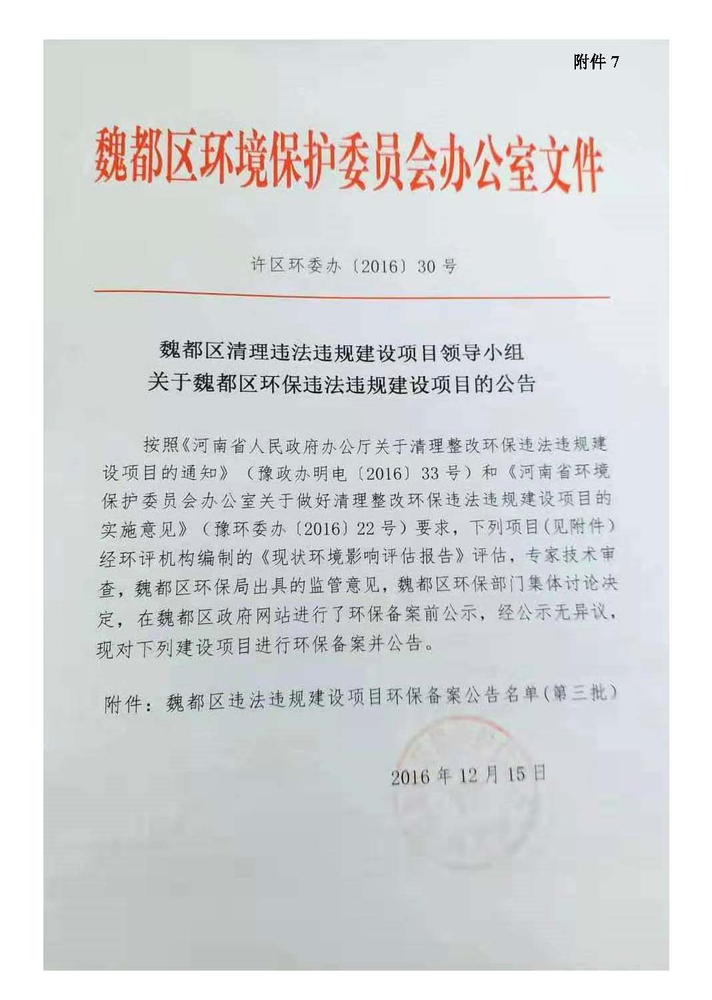 附件 7
魏都区环境保护委员会办公室文件
许区环委办〔2016〕30 号
魏都区清理违法违规建设项目领导小组
关于魏都区环保违法违规建设项目的公告
按照《河南省人民政府办公厅关于清理整改环保违法违规建
设项目的通知》（豫政办明电〔2016〕33 号）和《河南省环境
保护委员会办公室关于做好清理整改环保违法违规建设项目的
实施意见》（豫环委办〔2016〕22 号）要求，下列项目(见附件）
经环评机构编制的《现状环境影响评估报告》评估，专家技术审
查，魏都区环保局出具的监管意见，魏都区环保部门集体讨论决
定，在魏都区政府网站进行了环保备案前公示，经公示无异议，
现对下列建设项目进行环保备案并公告。
附件：魏都区违法违规建设项目环保备案公告名单(第三批）
2016 年 12 月 15 日